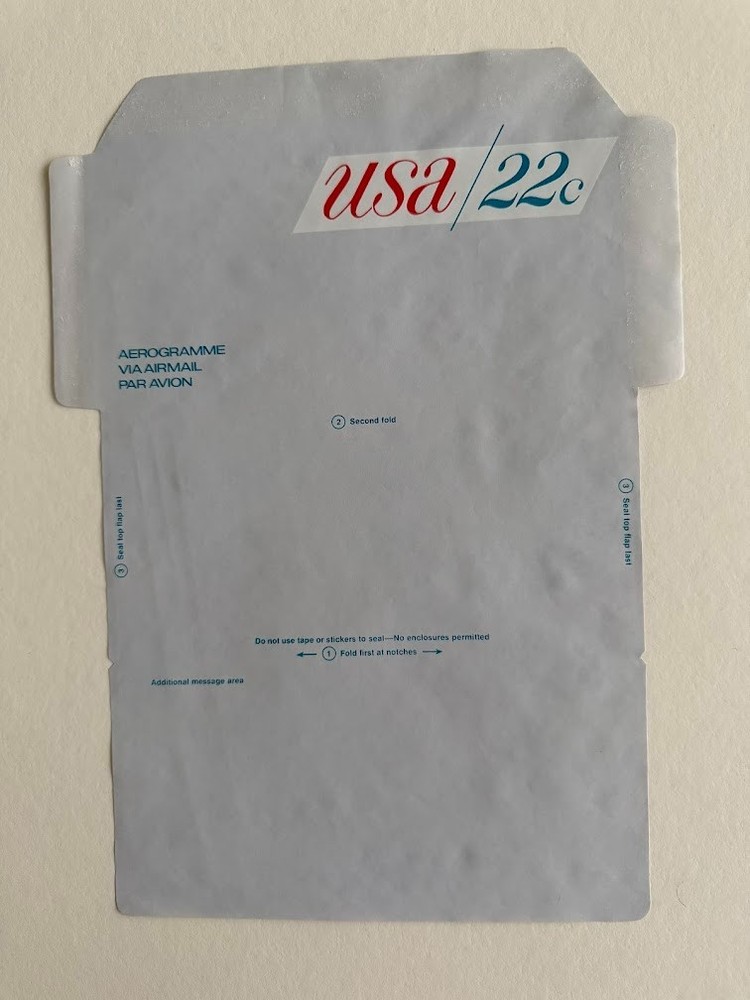 usa/22c
AEROGRAMME
VIA AIRMAIL
PAR AVION
2 Second fold
3 Seal top flap last
3 Seal top flap last
Do not use tape or stickers to seal—No enclosures permitted
← 1 Fold first at notches →
Additional message area